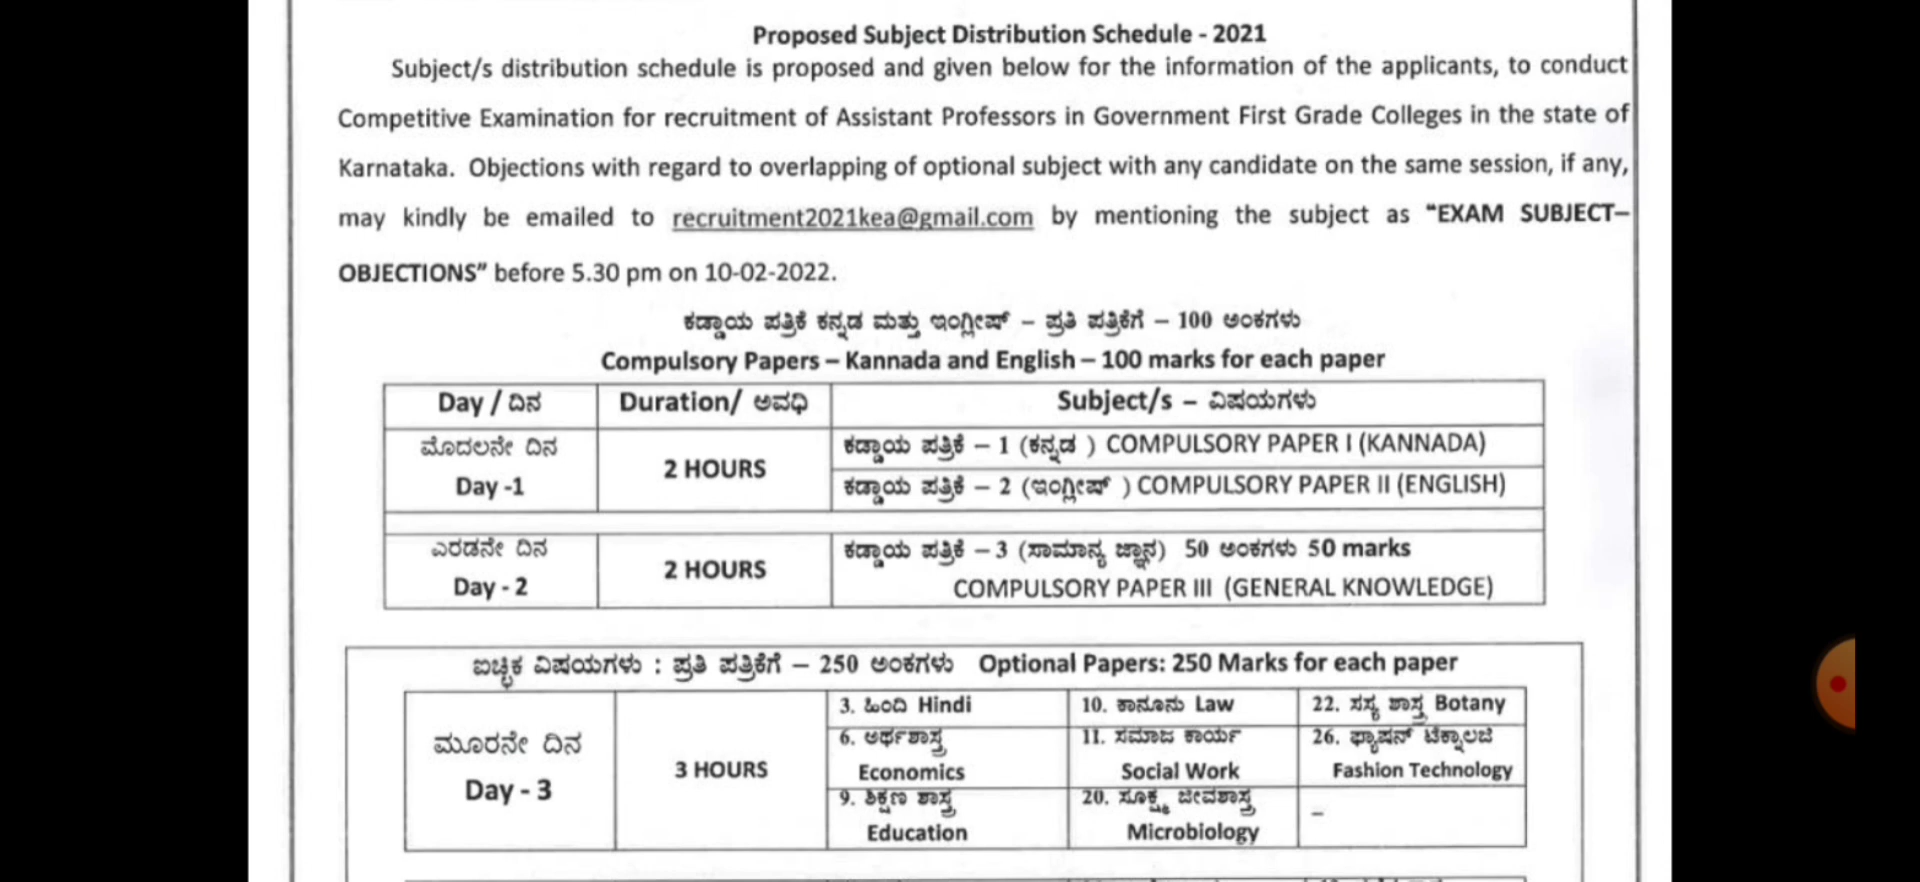 Proposed Subject Distribution Schedule - 2021
Subject/s distribution schedule is proposed and given below for the information of the applicants, to conduct
Competitive Examination for recruitment of Assistant Professors in Government First Grade Colleges in the state of
Karnataka. Objections with regard to overlapping of optional subject with any candidate on the same session, if any,
may kindly be emailed to recruitment2021kea@gmail.com by mentioning the subject as "EXAM SUBJECT–
OBJECTIONS" before 5.30 pm on 10-02-2022.
ಕಡ್ಡಾಯ ಪತ್ರಿಕೆ ಕನ್ನಡ ಮತ್ತು ಇಂಗ್ಲೀಷ್ – ಪ್ರತಿ ಪತ್ರಿಕೆಗೆ – 100 ಅಂಕಗಳು
Compulsory Papers – Kannada and English – 100 marks for each paper
Day / ದಿನ Duration/ ಅವಧಿ Subject/s – ವಿಷಯಗಳು
ಮೊದಲನೇ ದಿನ
Day -1
2 HOURS
ಕಡ್ಡಾಯ ಪತ್ರಿಕೆ – 1 (ಕನ್ನಡ ) COMPULSORY PAPER I (KANNADA)
ಕಡ್ಡಾಯ ಪತ್ರಿಕೆ – 2 (ಇಂಗ್ಲೀಷ್ ) COMPULSORY PAPER II (ENGLISH)
ಎರಡನೇ ದಿನ
Day - 2
2 HOURS
ಕಡ್ಡಾಯ ಪತ್ರಿಕೆ – 3 (ಸಾಮಾನ್ಯ ಜ್ಞಾನ) 50 ಅಂಕಗಳು 50 marks
COMPULSORY PAPER III (GENERAL KNOWLEDGE)
ಐಚ್ಛಿಕ ವಿಷಯಗಳು : ಪ್ರತಿ ಪತ್ರಿಕೆಗೆ – 250 ಅಂಕಗಳು Optional Papers: 250 Marks for each paper
ಮೂರನೇ ದಿನ
Day - 3
3 HOURS
3. ಹಿಂದಿ Hindi 10. ಕಾನೂನು Law 22. ಸಸ್ಯ ಶಾಸ್ತ್ರ Botany
6. ಅರ್ಥಶಾಸ್ತ್ರ 11. ಸಮಾಜ ಕಾರ್ಯ 26. ಫ್ಯಾಷನ್ ಟೆಕ್ನಾಲಜಿ
Economics Social Work Fashion Technology
9. ಶಿಕ್ಷಣ ಶಾಸ್ತ್ರ 20. ಸೂಕ್ಷ್ಮ ಜೀವಶಾಸ್ತ್ರ –
Education Microbiology